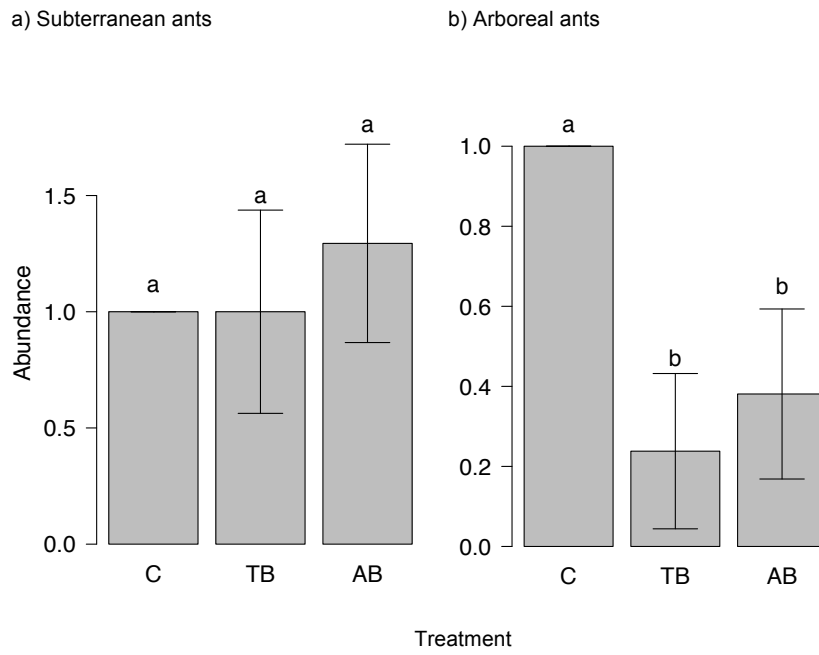 a) Subterranean ants
b) Arboreal ants
Abundance
0.0
0.5
1.0
1.5
a
a
a
C
TB
AB
0.0
0.2
0.4
0.6
0.8
1.0
a
b
b
C
TB
AB
Treatment